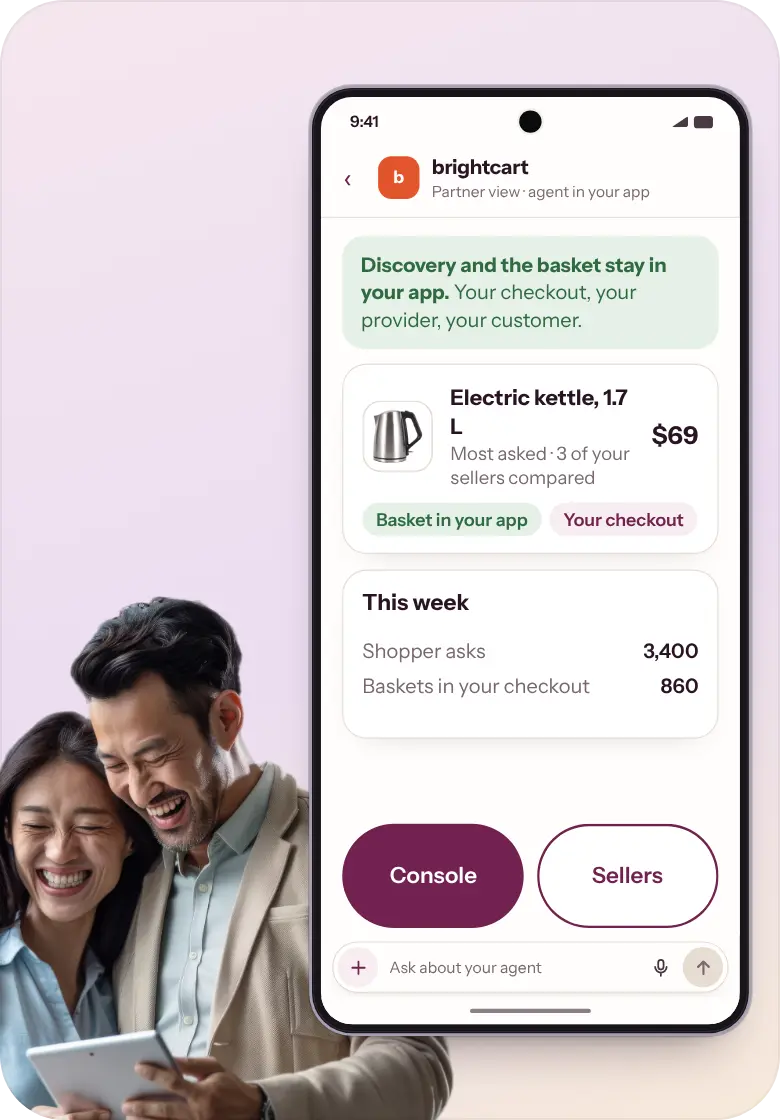 9:41
‹
b
brightcart
Partner view · agent in your app
Discovery and the basket stay in
your app. Your checkout, your
provider, your customer.
Electric kettle, 1.7
L
$69
Most asked · 3 of your
sellers compared
Basket in your app
Your checkout
This week
Shopper asks 3,400
Baskets in your checkout 860
Console
Sellers
Ask about your agent